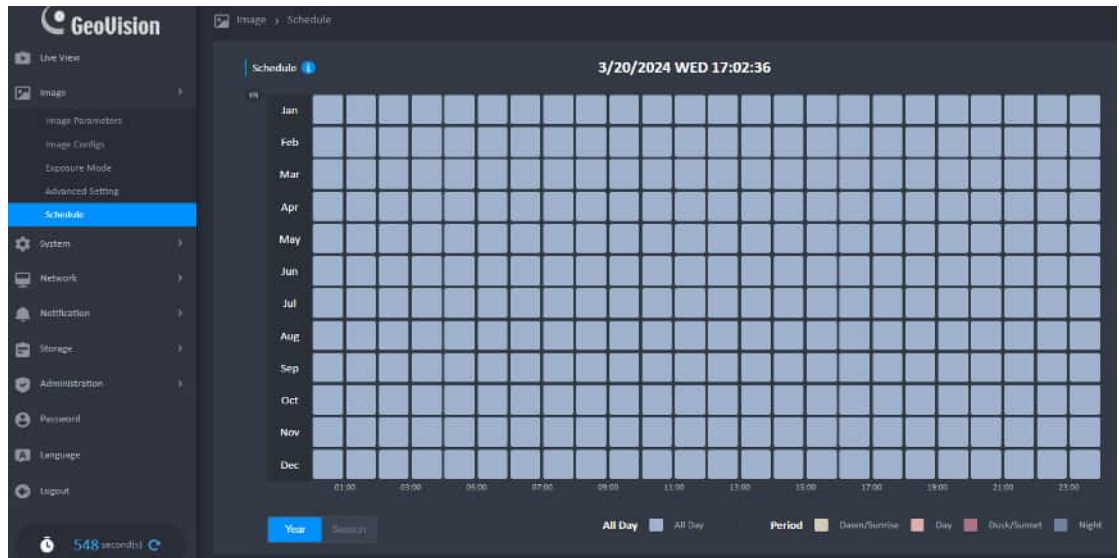 GeoVision
Image > Schedule
Live View
Image
Image Parameters
Image Configs
Exposure Mode
Advanced Setting
Schedule
System
Network
Notification
Storage
Administration
Password
Language
Logout
548 second(s)
Schedule
3/20/2024 WED 17:02:36
Jan
Feb
Mar
Apr
May
Jun
Jul
Aug
Sep
Oct
Nov
Dec
01:00 03:00 05:00 07:00 09:00 11:00 13:00 15:00 17:00 19:00 21:00 23:00
Year Season
All Day All Day Period Dawn/Sunrise Day Dusk/Sunset Night